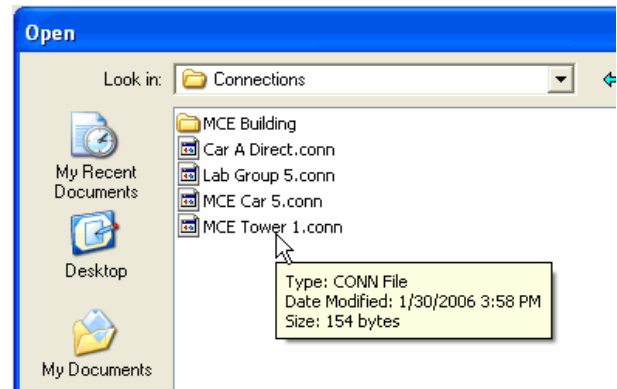 Open
Look in:
Connections
My Recent
Documents
Desktop
My Documents
MCE Building
Car A Direct.conn
Lab Group 5.conn
MCE Car 5.conn
MCE Tower 1.conn
Type: CONN File
Date Modified: 1/30/2006 3:58 PM
Size: 154 bytes